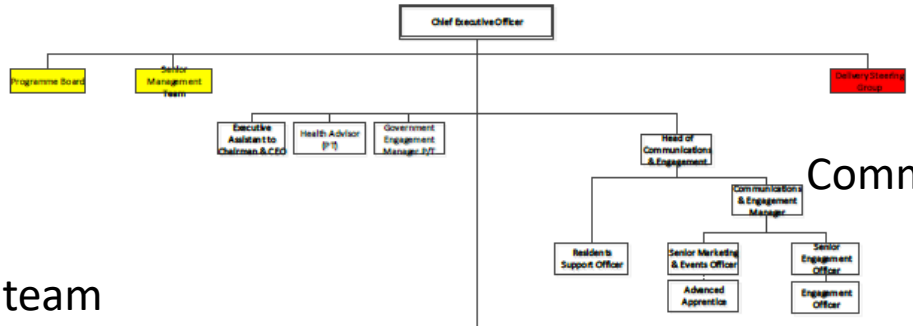 Chief Executive Officer
Programme Board
Senior
Management
Team
Delivery Steering
Group
Executive
Assistant to
Chairman & CEO
Health Advisor
(PT)
Government
Engagement
Manager P/T
Head of
Communications
& Engagement
Comm
Communications
& Engagement
Manager
Residents
Support Officer
Senior Marketing
& Events Officer
Senior
Engagement
Officer
Advanced
Apprentice
Engagement
Officer
team